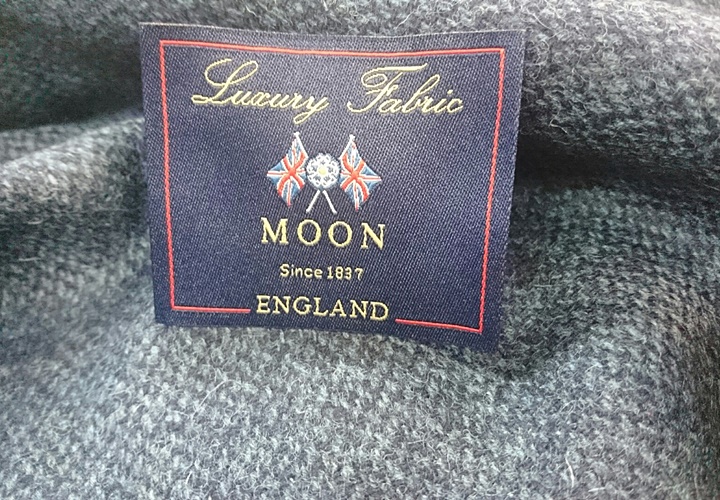 Luxury Fabric
MOON
Since 1837
ENGLAND